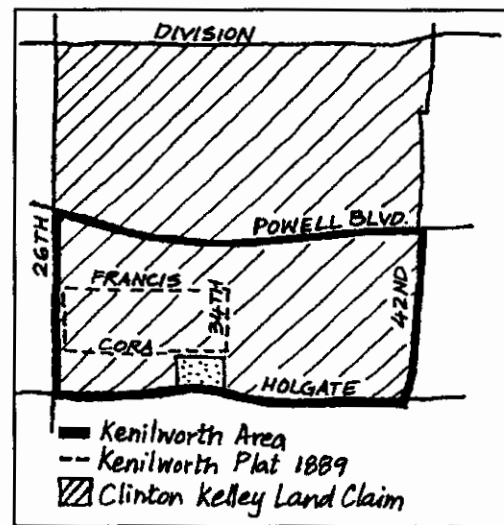 DIVISION
POWELL BLVD.
26TH
FRANCIS
34TH
42ND
CORA
HOLGATE
Kenilworth Area
Kenilworth Plat 1889
Clinton Kelley Land Claim